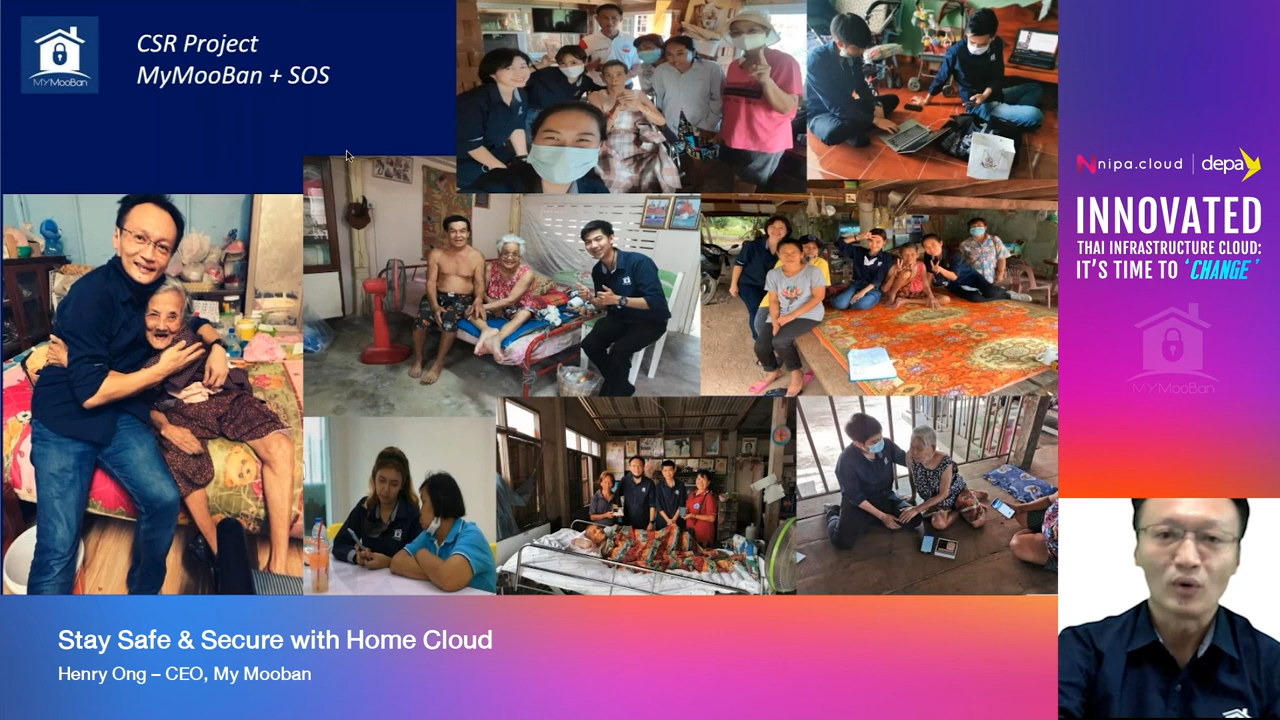 MYMooBan
CSR Project
MyMooBan + SOS
nipa.cloud | depa
INNOVATED
THAI INFRASTRUCTURE CLOUD:
IT'S TIME TO 'CHANGE'
MYMooBan
Stay Safe & Secure with Home Cloud
Henry Ong – CEO, My Mooban